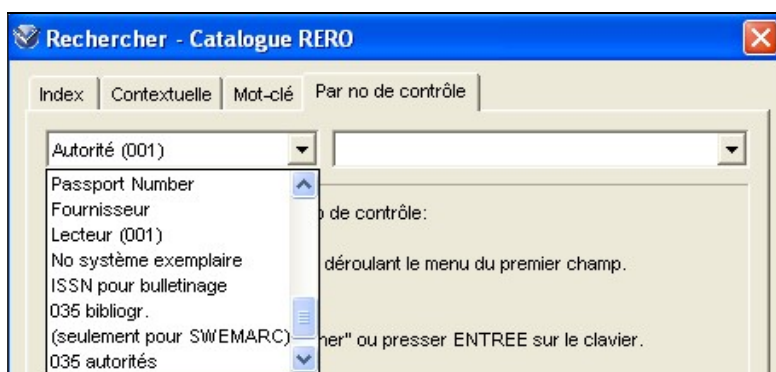 Rechercher - Catalogue RERO
Index Contextuelle Mot-clé Par no de contrôle
Autorité (001)
Passport Number
Fournisseur
de contrôle:
Lecteur (001)
No système exemplaire
déroulant le menu du premier champ.
ISSN pour bulletinage
035 bibliogr.
(seulement pour SWEMARC)
her" ou presser ENTREE sur le clavier.
035 autorités